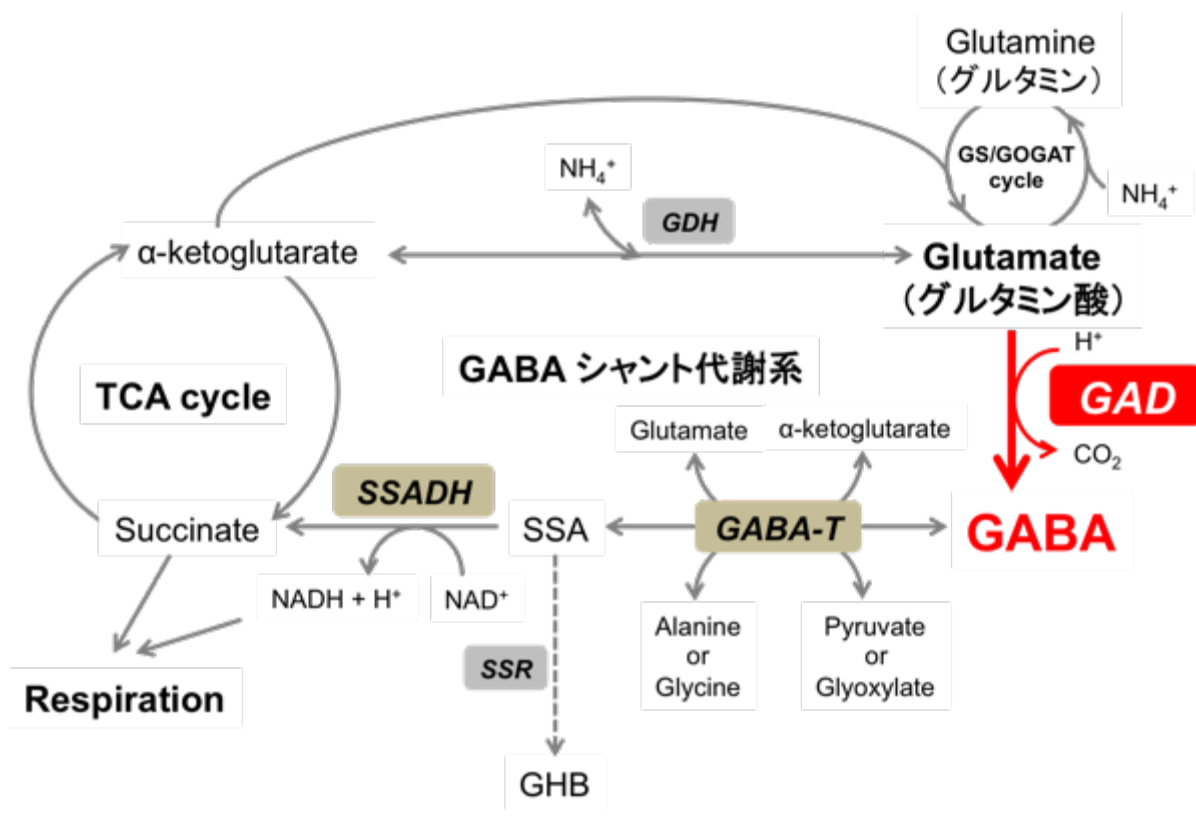 Glutamine
（グルタミン）
GS/GOGAT
cycle
NH₄⁺
NH₄⁺
GDH
α-ketoglutarate
Glutamate
（グルタミン酸）
H⁺
GAD
CO₂
GABA
TCA cycle
GABA シャント代謝系
Glutamate
α-ketoglutarate
SSADH
GABA-T
Succinate
SSA
NADH + H⁺
NAD⁺
Alanine
or
Glycine
Pyruvate
or
Glyoxylate
SSR
Respiration
GHB